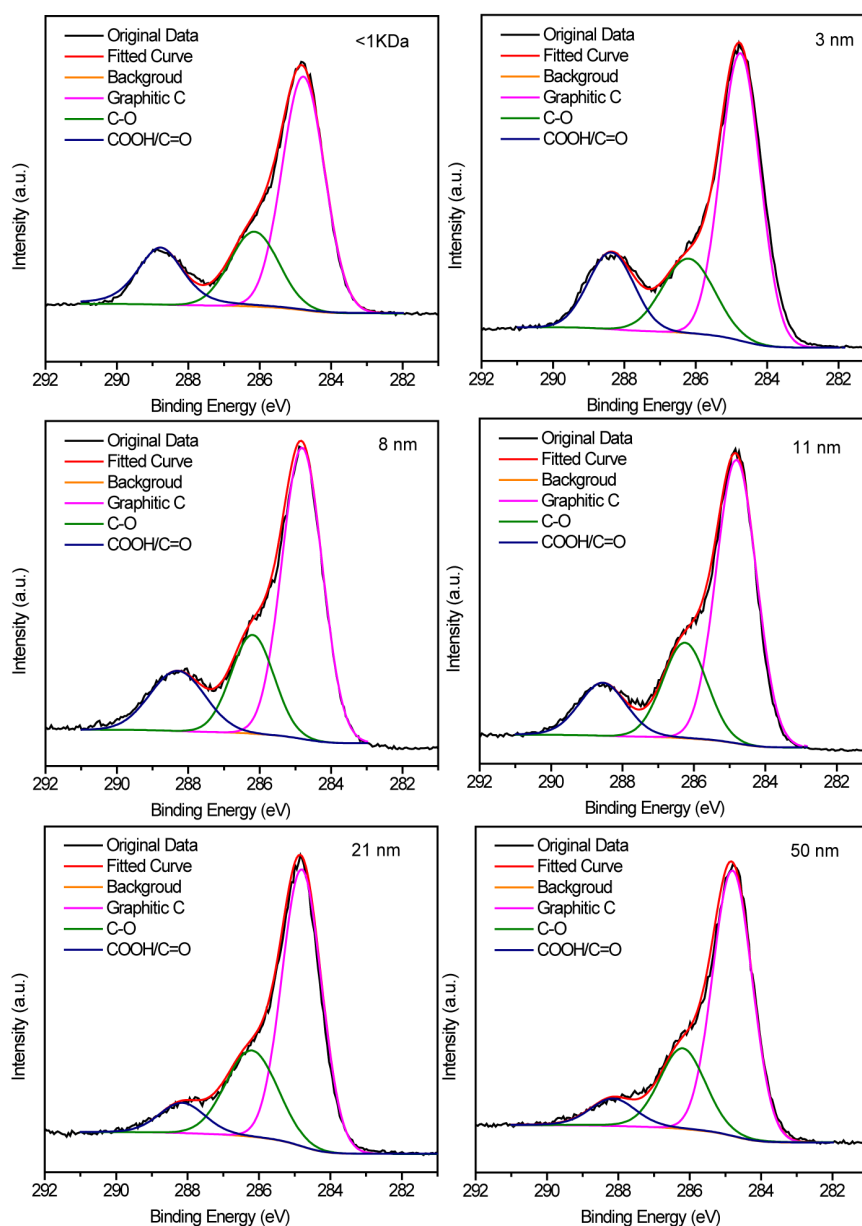 Original Data
Fitted Curve
Backgroud
Graphitic C
C-O
COOH/C=O
<1KDa
Intensity (a.u.)
292 290 288 286 284 282
Binding Energy (eV)
Original Data
Fitted Curve
Backgroud
Graphitic C
C-O
COOH/C=O
3 nm
Intensity (a.u.)
292 290 288 286 284 282
Binding Energy (eV)
Original Data
Fitted Curve
Backgroud
Graphitic C
C-O
COOH/C=O
8 nm
Intensity (a.u.)
292 290 288 286 284 282
Binding Energy (eV)
Original Data
Fitted Curve
Backgroud
Graphitic C
C-O
COOH/C=O
11 nm
Intensity (a.u.)
292 290 288 286 284 282
Binding Energy (eV)
Original Data
Fitted Curve
Backgroud
Graphitic C
C-O
COOH/C=O
21 nm
Intensity (a.u.)
292 290 288 286 284 282
Binding Energy (eV)
Original Data
Fitted Curve
Backgroud
Graphitic C
C-O
COOH/C=O
50 nm
Intensity (a.u.)
292 290 288 286 284 282
Binding Energy (eV)